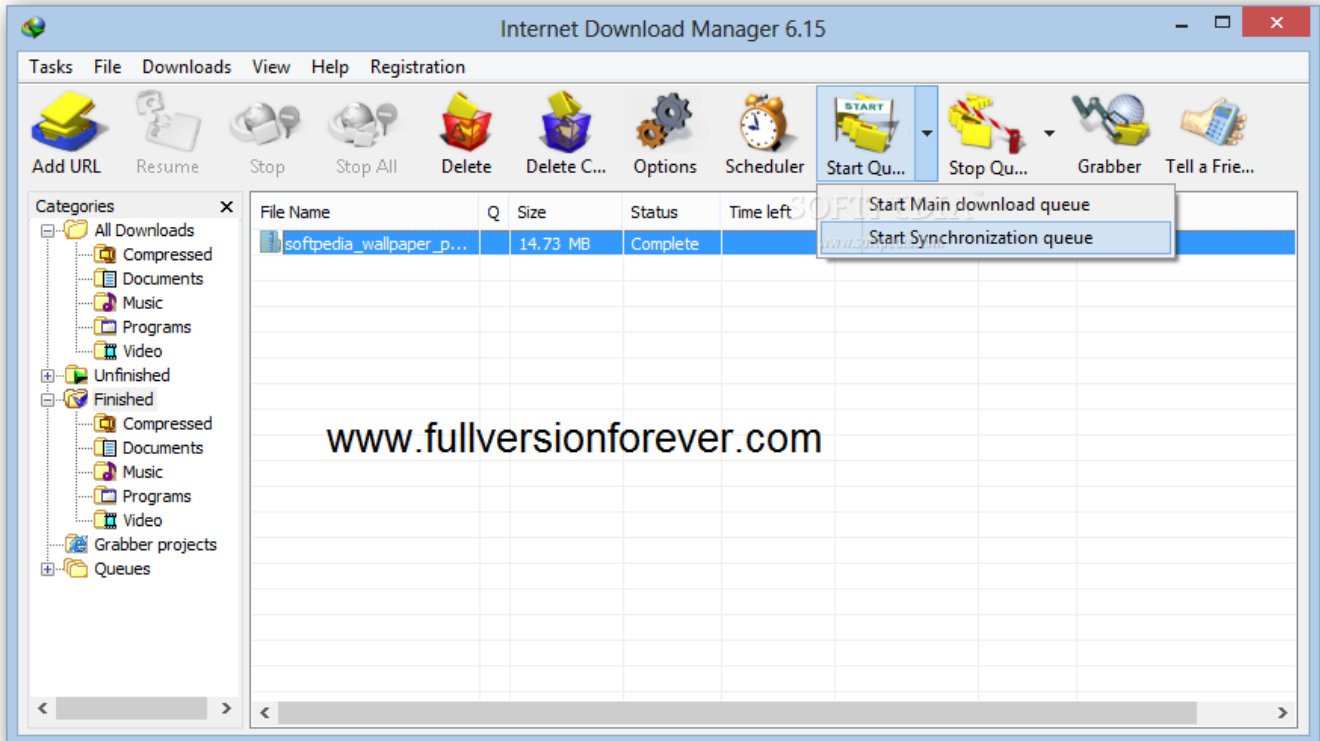 Internet Download Manager 6.15
Tasks File Downloads View Help Registration
START
Add URL Resume Stop Stop All Delete Delete C... Options Scheduler Start Qu... Stop Qu... Grabber Tell a Frie...
Categories
File Name Q Size Status Time left
SOFTPEDIA
Start Main download queue
All Downloads
softpedia_wallpaper_p... 14.73 MB Complete
Start Synchronization queue
Compressed
Documents
Music
Programs
Video
Unfinished
Finished
Compressed
www.fullversionforever.com
Documents
Music
Programs
Video
Grabber projects
Queues